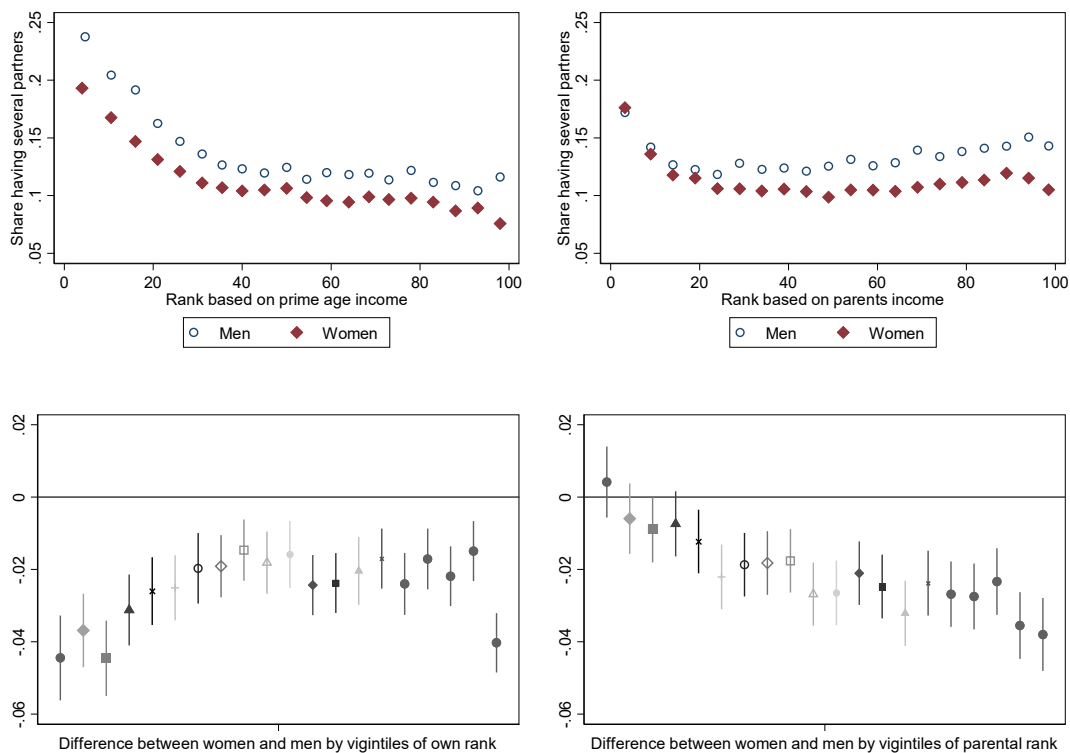 Share having several partners
.25
.2
.15
.1
.05
0 20 40 60 80 100
Rank based on prime age income
Men Women
Share having several partners
.25
.2
.15
.1
.05
0 20 40 60 80 100
Rank based on parents income
Men Women
.02
0
-.02
-.04
-.06
Difference between women and men by vigintiles of own rank
.02
0
-.02
-.04
-.06
Difference between women and men by vigintiles of parental rank